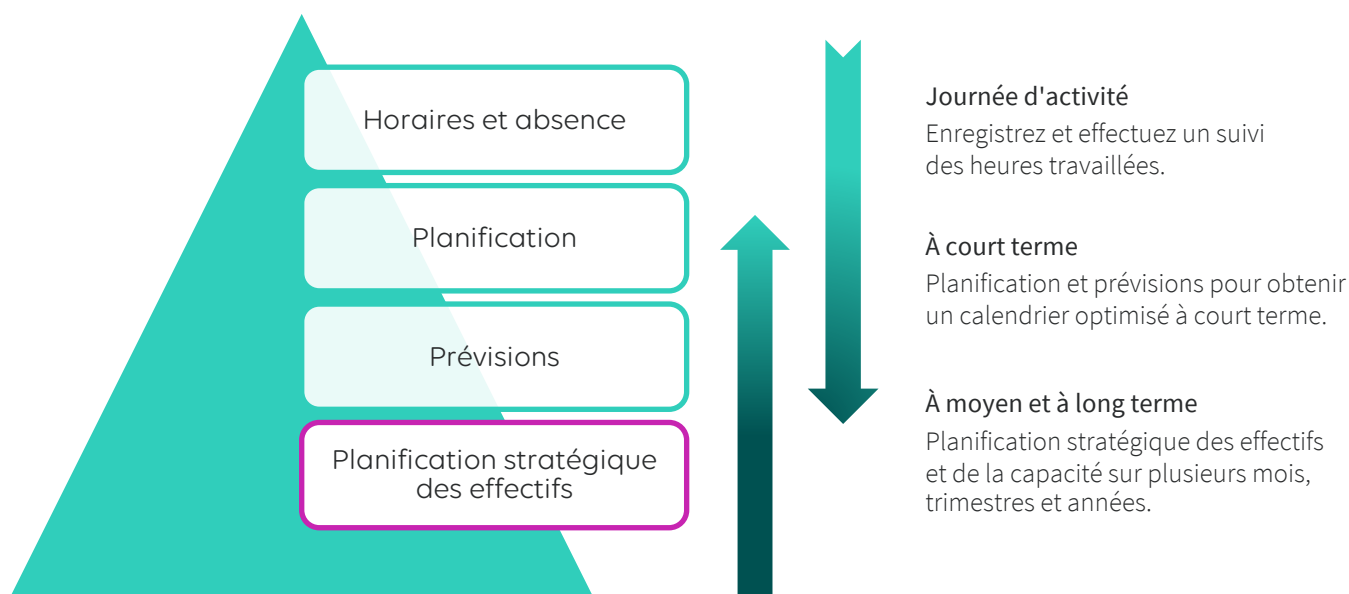 Horaires et absence
Planification
Prévisions
Planification stratégique
des effectifs
Journée d'activité
Enregistrez et effectuez un suivi
des heures travaillées.
À court terme
Planification et prévisions pour obtenir
un calendrier optimisé à court terme.
À moyen et à long terme
Planification stratégique des effectifs
et de la capacité sur plusieurs mois,
trimestres et années.